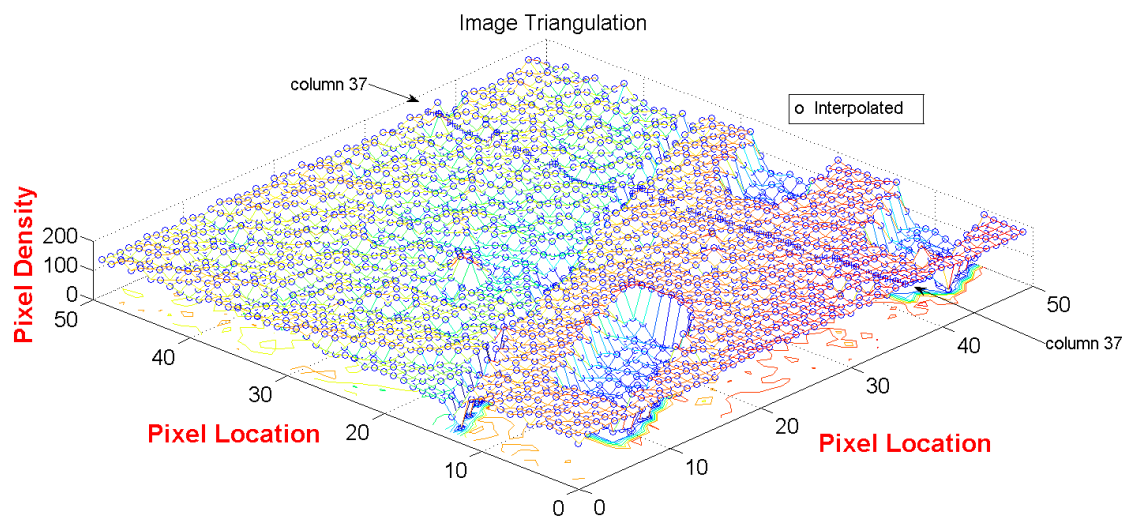 Image Triangulation
column 37
Interpolated
Pixel Density
200
100
0
50
40
30
20
10
0
Pixel Location
0
10
20
30
40
50
Pixel Location
column 37